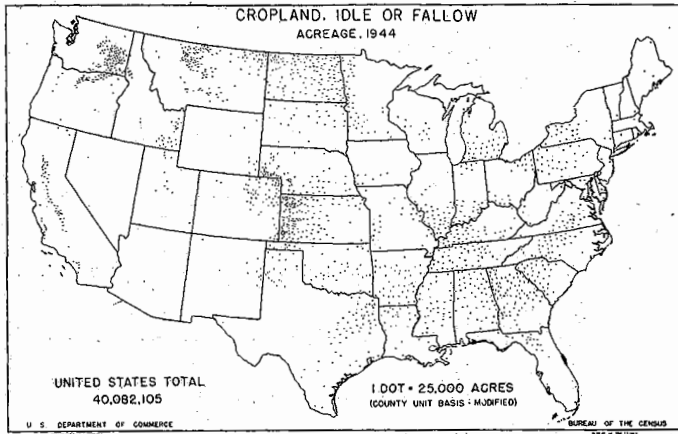 CROPLAND, IDLE OR FALLOW
ACREAGE, 1944
UNITED STATES TOTAL
40,082,105
1 DOT = 25,000 ACRES
(COUNTY UNIT BASIS : MODIFIED)
U S. DEPARTMENT OF COMMERCE
BUREAU OF THE CENSUS